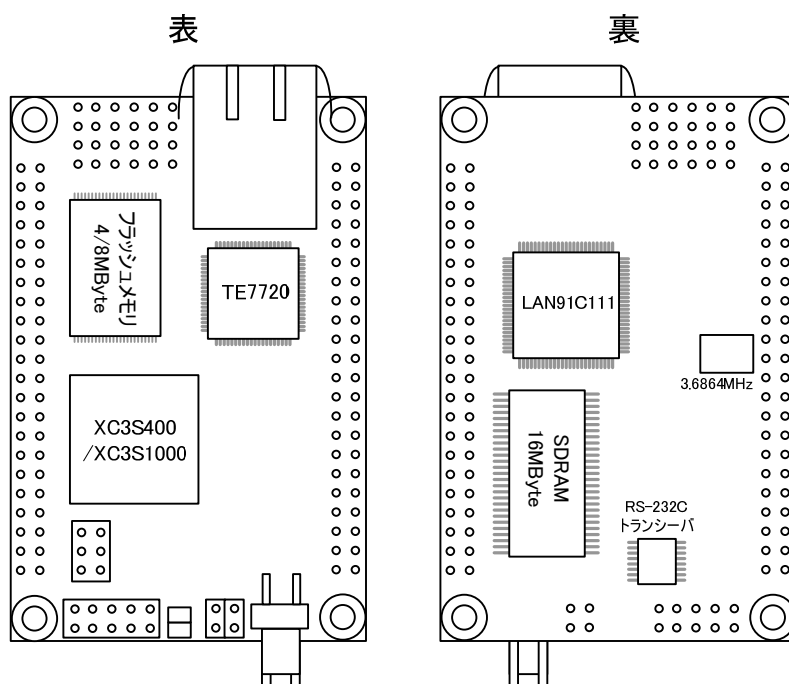 表
フラッシュメモリ
4/8MByte
TE7720
XC3S400
/XC3S1000
裏
LAN91C111
3.6864MHz
SDRAM
16MByte
RS-232C
トランシーバ